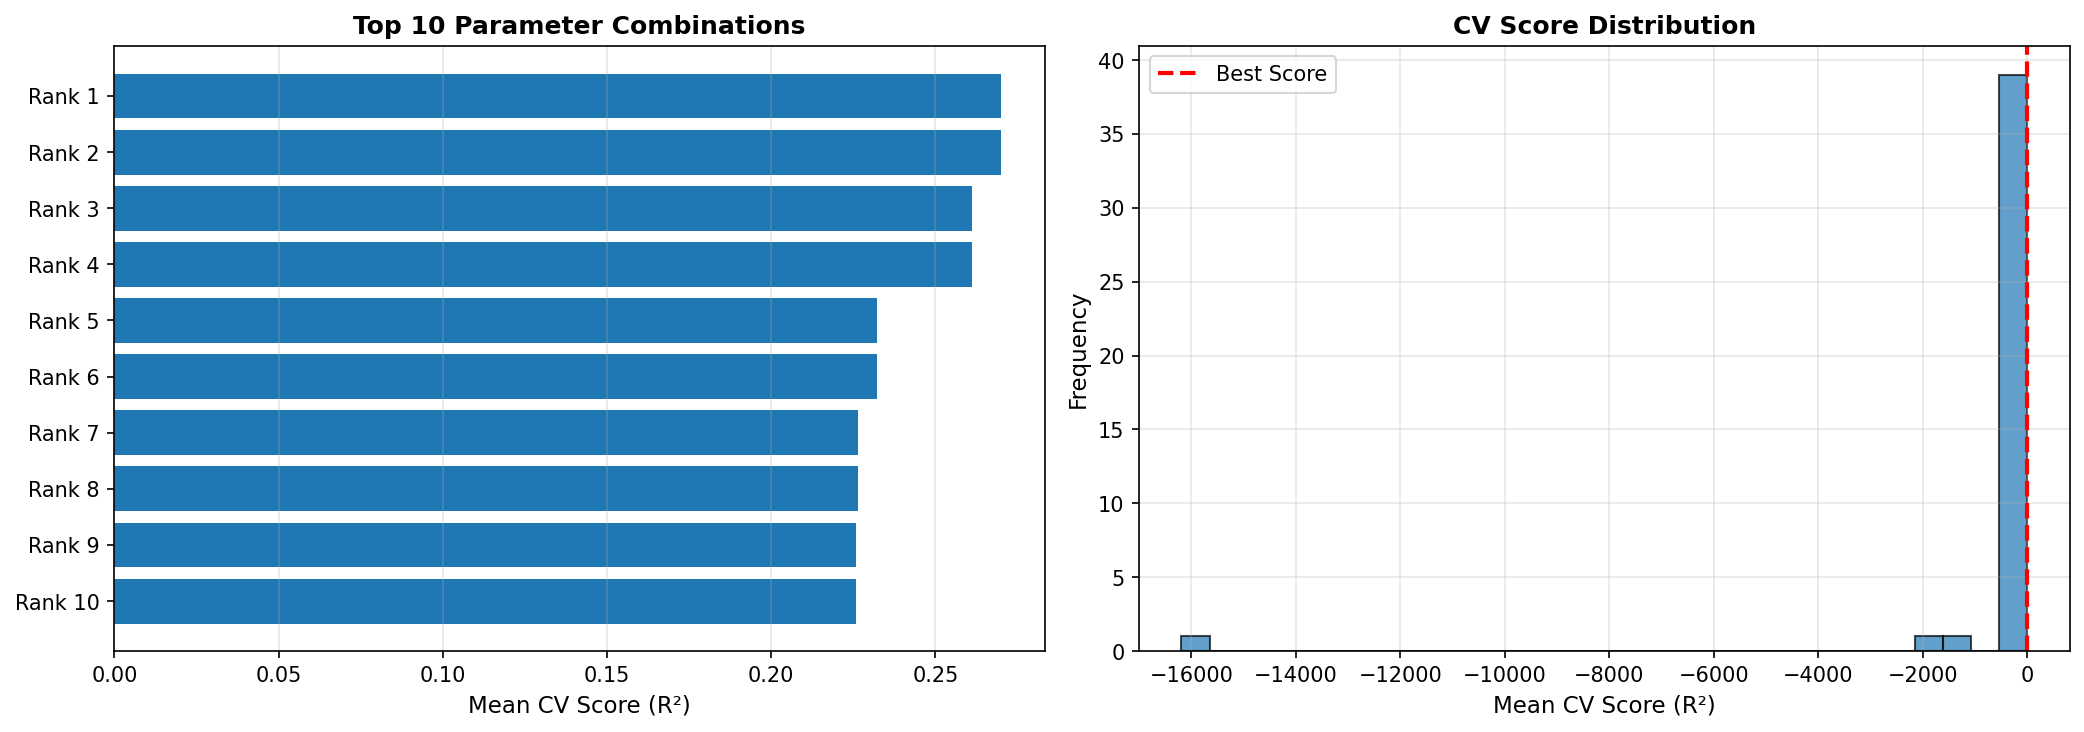 Top 10 Parameter Combinations
Rank 1
Rank 2
Rank 3
Rank 4
Rank 5
Rank 6
Rank 7
Rank 8
Rank 9
Rank 10
0.00 0.05 0.10 0.15 0.20 0.25
Mean CV Score (R²)
CV Score Distribution
Best Score
Frequency
40
35
30
25
20
15
10
5
0
−16000 −14000 −12000 −10000 −8000 −6000 −4000 −2000 0
Mean CV Score (R²)